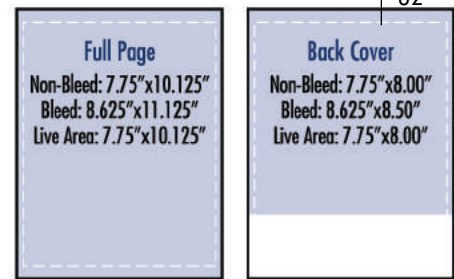 Full Page
Non-Bleed: 7.75"x10.125"
Bleed: 8.625"x11.125"
Live Area: 7.75"x10.125"
Back Cover
Non-Bleed: 7.75"x8.00"
Bleed: 8.625"x8.50"
Live Area: 7.75"x8.00"